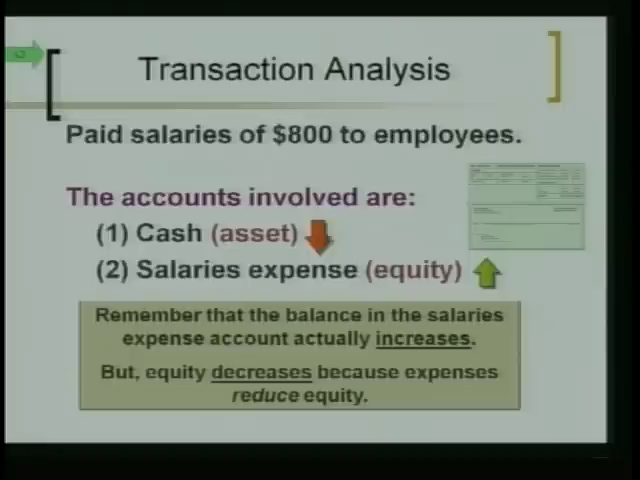 Transaction Analysis
Paid salaries of $800 to employees.
The accounts involved are:
(1) Cash (asset)
(2) Salaries expense (equity)
Remember that the balance in the salaries
expense account actually increases.
But, equity decreases because expenses
reduce equity.